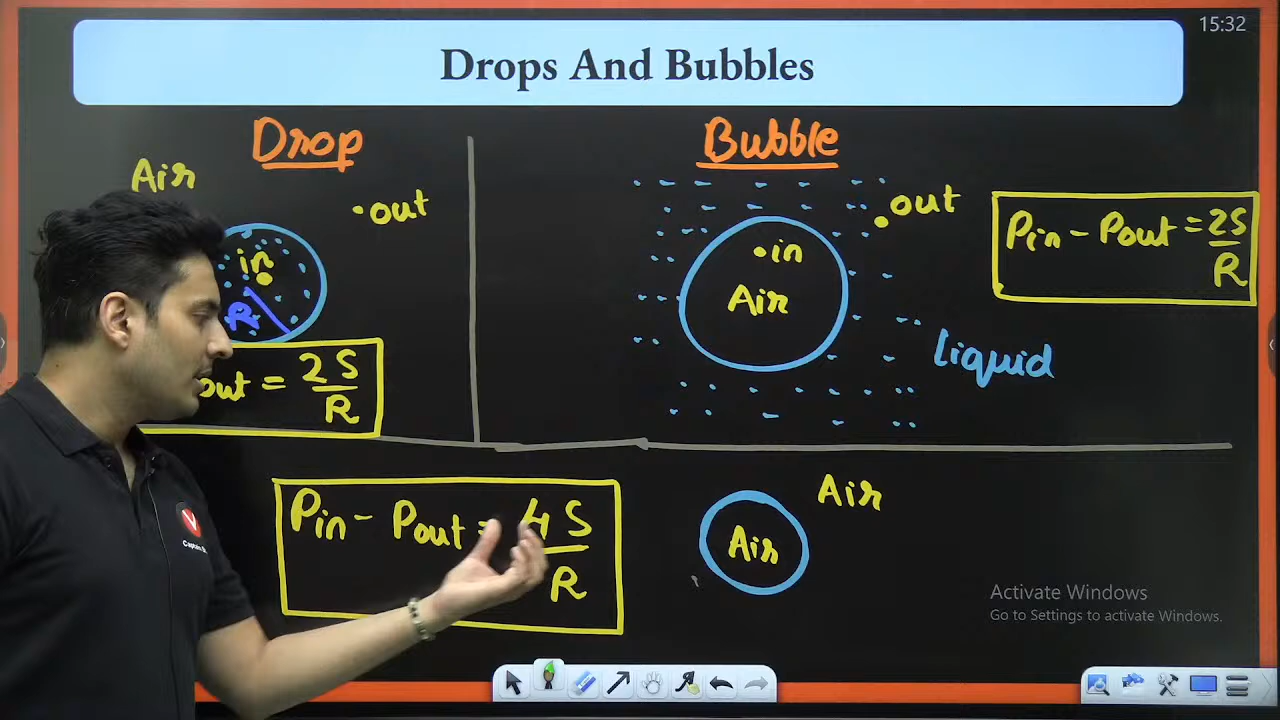 15:32
Drops And Bubbles
Drop
Air
out
in
R
out = 2S
R
Bubble
out
in
Air
Liquid
Pin - Pout = 2S
R
Pin - Pout = 4S
R
Air
Air
Activate Windows
Go to Settings to activate Windows.